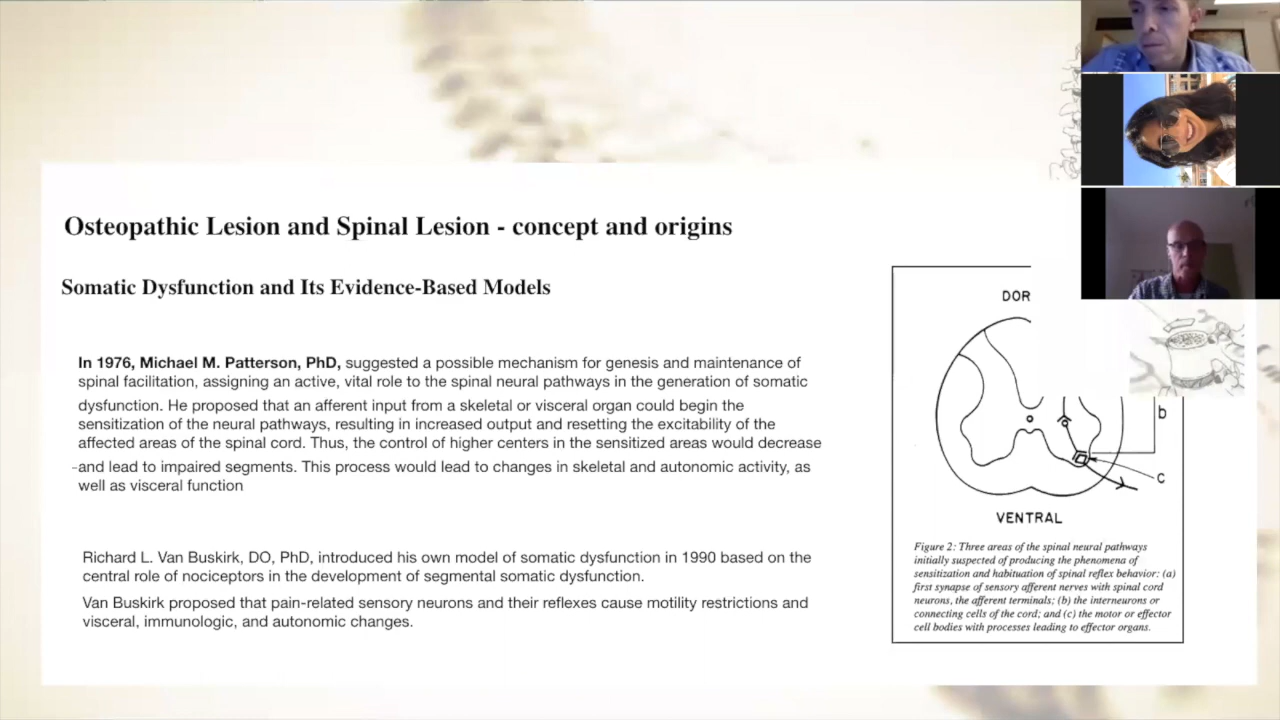 Osteopathic Lesion and Spinal Lesion - concept and origins
Somatic Dysfunction and Its Evidence-Based Models
In 1976, Michael M. Patterson, PhD, suggested a possible mechanism for genesis and maintenance of
spinal facilitation, assigning an active, vital role to the spinal neural pathways in the generation of somatic
dysfunction. He proposed that an afferent input from a skeletal or visceral organ could begin the
sensitization of the neural pathways, resulting in increased output and resetting the excitability of the
affected areas of the spinal cord. Thus, the control of higher centers in the sensitized areas would decrease
-and lead to impaired segments. This process would lead to changes in skeletal and autonomic activity, as
well as visceral function
Richard L. Van Buskirk, DO, PhD, introduced his own model of somatic dysfunction in 1990 based on the
central role of nociceptors in the development of segmental somatic dysfunction.
Van Buskirk proposed that pain-related sensory neurons and their reflexes cause motility restrictions and
visceral, immunologic, and autonomic changes.
DOR
b
c
VENTRAL
Figure 2: Three areas of the spinal neural pathways
initially suspected of producing the phenomena of
sensitization and habituation of spinal reflex behavior: (a)
first synapse of sensory afferent nerves with spinal cord
neurons, the afferent terminals; (b) the interneurons or
connecting cells of the cord; and (c) the motor or effector
cell bodies with processes leading to effector organs.